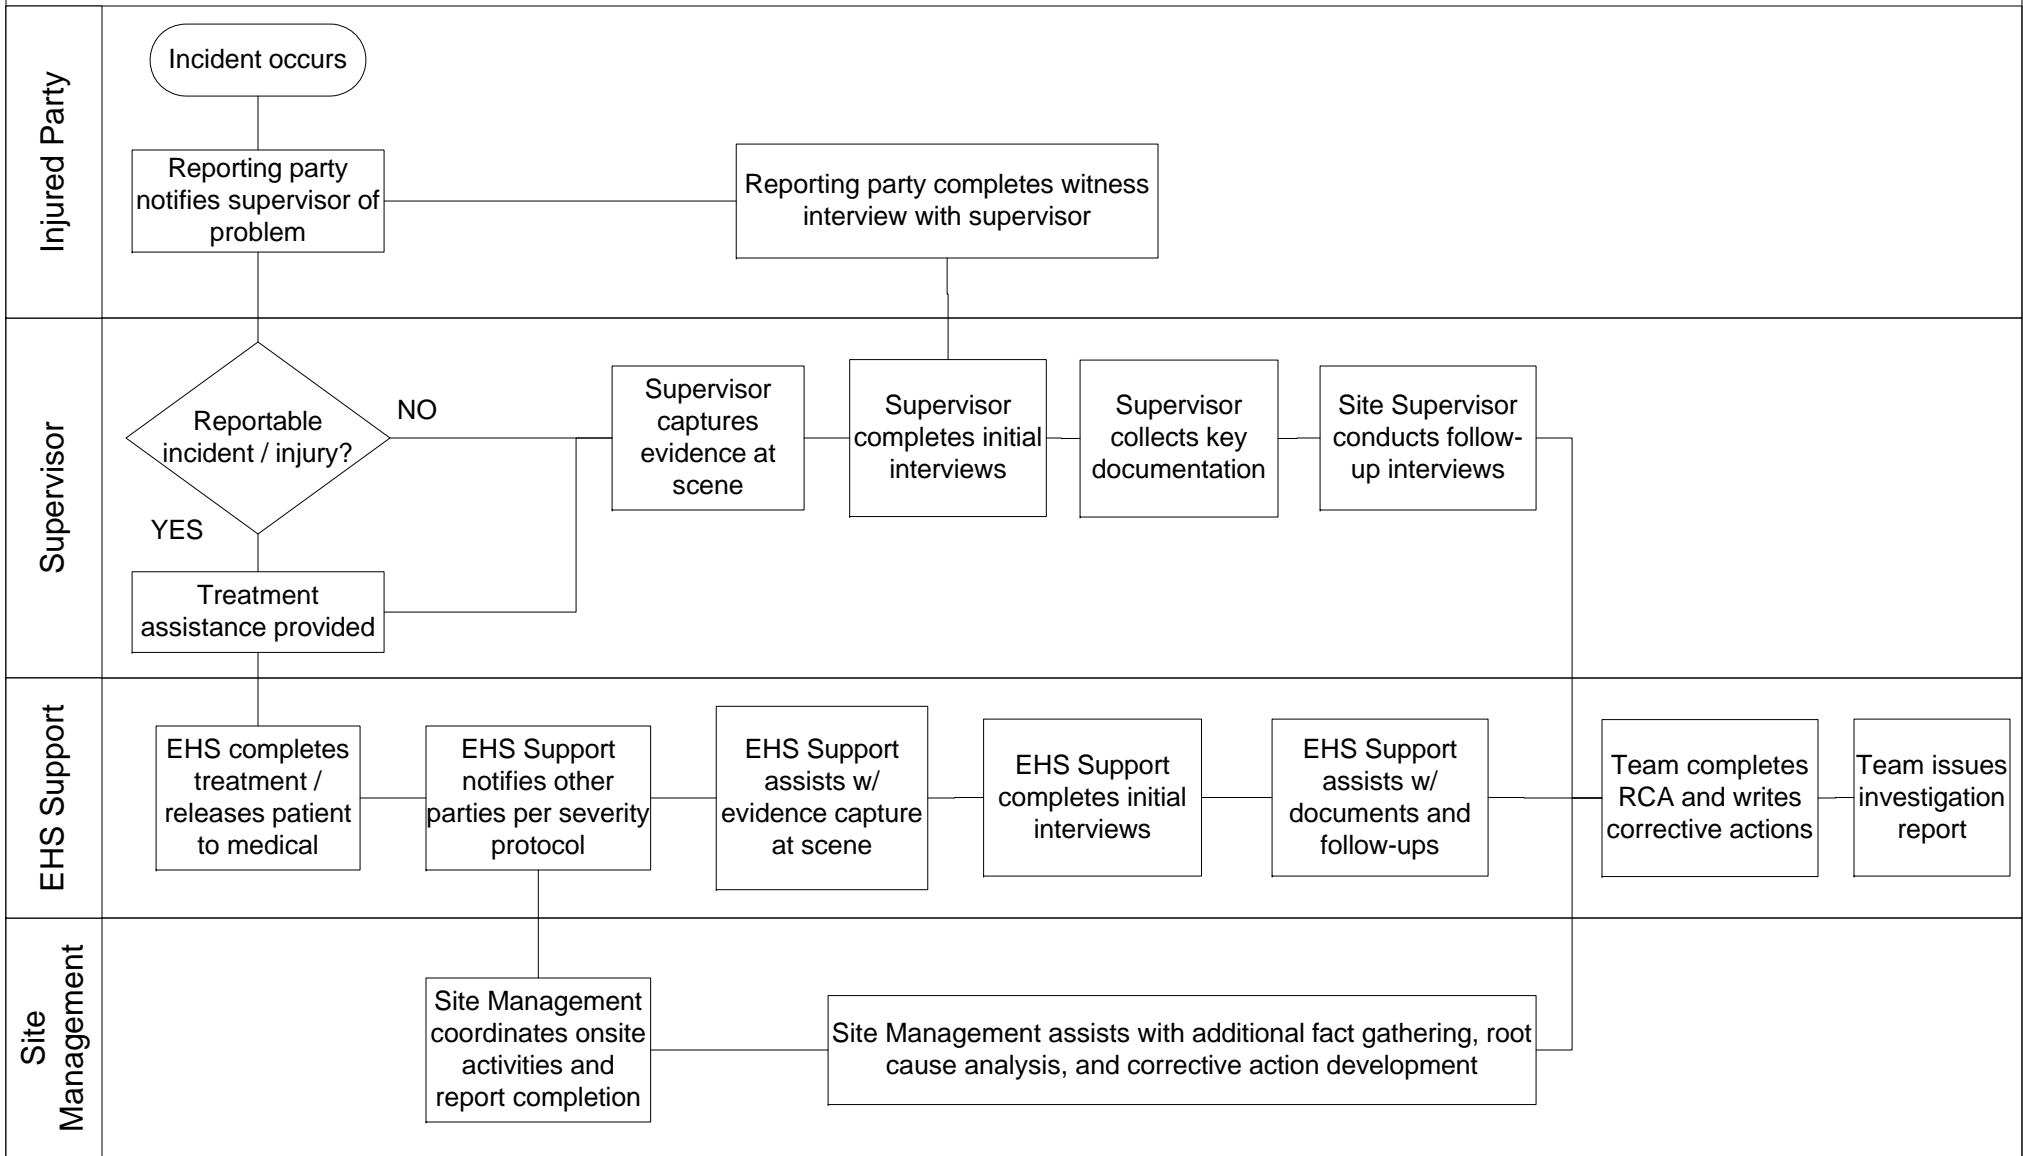 Injured Party
Incident occurs
Reporting party
notifies supervisor of
problem
Reporting party completes witness
interview with supervisor
Supervisor
Reportable
incident / injury?
NO
YES
Treatment
assistance provided
Supervisor
captures
evidence at
scene
Supervisor
completes initial
interviews
Supervisor
collects key
documentation
Site Supervisor
conducts follow-
up interviews
EHS Support
EHS completes
treatment /
releases patient
to medical
EHS Support
notifies other
parties per severity
protocol
EHS Support
assists w/
evidence capture
at scene
EHS Support
completes initial
interviews
EHS Support
assists w/
documents and
follow-ups
Team completes
RCA and writes
corrective actions
Team issues
investigation
report
Site
Management
Site Management
coordinates onsite
activities and
report completion
Site Management assists with additional fact gathering, root
cause analysis, and corrective action development